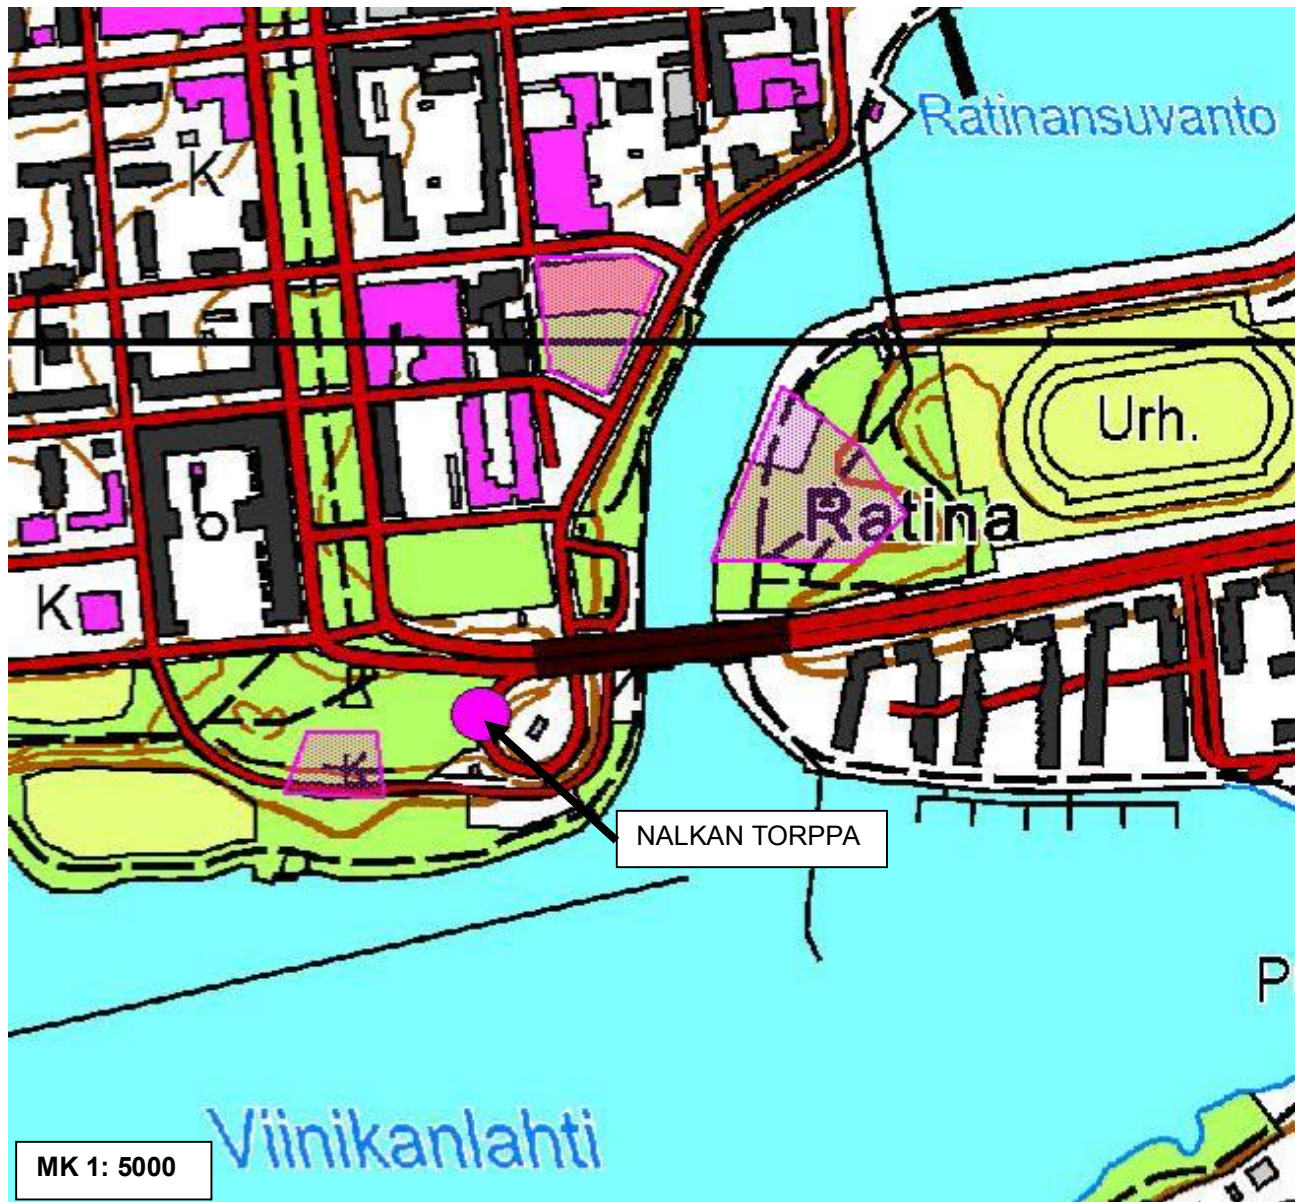 Ratinansuvanto
K
Urh.
Ratina
K
K
NALKAN TORPPA
P
Viinikanlahti
MK 1: 5000